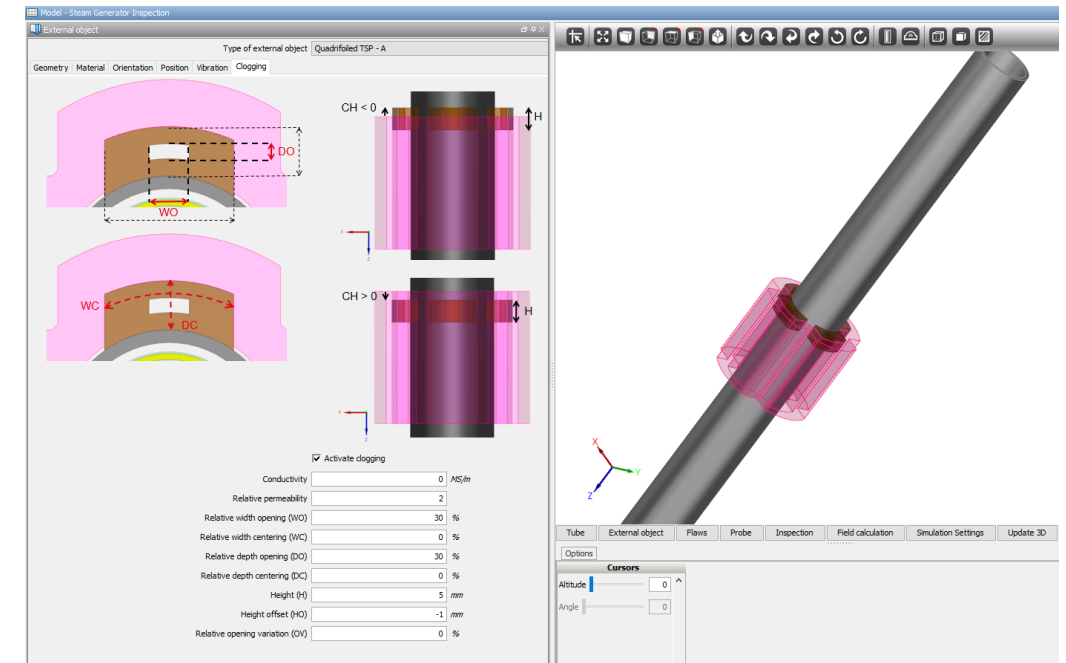 Model - Steam Generator Inspection
External object
Type of external object Quadrifoiled TSP - A
Geometry Material Orientation Position Vibration Clogging
DO
WO
CH < 0
H
x
z
WC
DC
CH > 0
H
x
z
Activate clogging
Conductivity 0 MS/m
Relative permeability 2
Relative width opening (WO) 30 %
Relative width centering (WC) 0 %
Relative depth opening (DO) 30 %
Relative depth centering (DC) 0 %
Height (H) 5 mm
Height offset (HO) -1 mm
Relative opening variation (OV) 0 %
X
Y
Z
Tube External object Flaws Probe Inspection Field calculation Simulation Settings Update 3D
Options
Cursors
Altitude 0
Angle 0